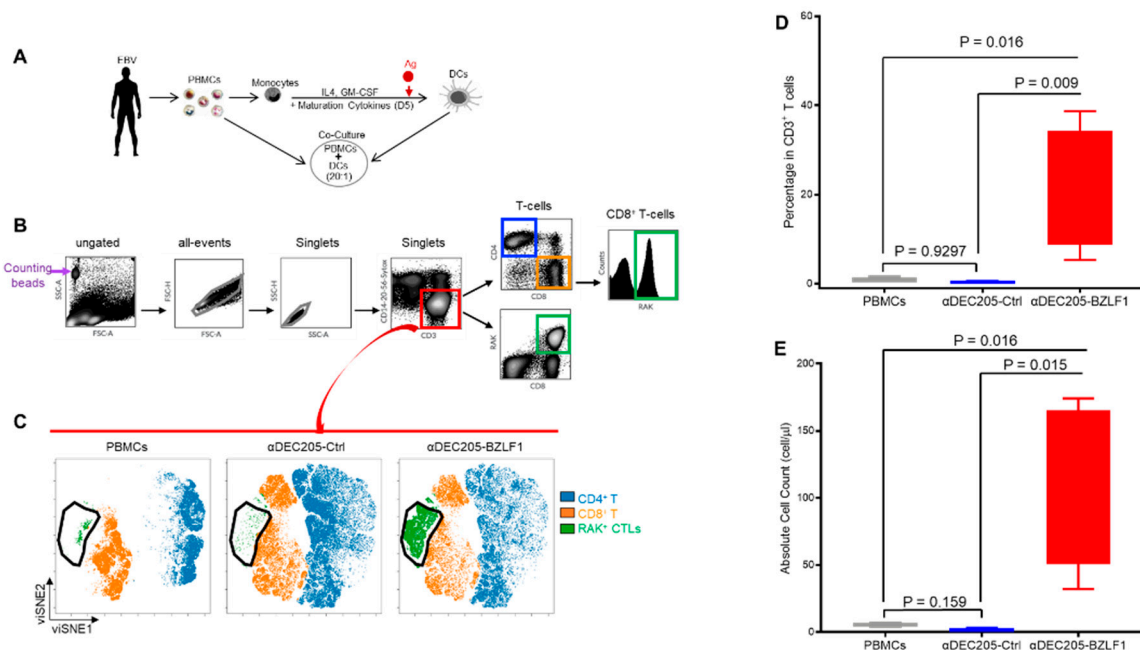 A
EBV
PBMCs
Monocytes
IL4, GM-CSF
+ Maturation Cytokines (D5)
Ag
DCs
Co-Culture
PBMCs
+
DCs
(20:1)
B
ungated
Counting
beads
SSC-A
FSC-A
all-events
FSC-H
FSC-A
Singlets
SSC-H
SSC-A
Singlets
CD14-20-56-Sytox
CD3
T-cells
CD4
CD8
RAK
CD8
CD8⁺ T-cells
Counts
RAK
C
PBMCs
αDEC205-Ctrl
αDEC205-BZLF1
CD4⁺ T
CD8⁺ T
RAK⁺ CTLs
viSNE2
viSNE1
D
Percentage in CD3⁺ T cells
60
40
20
0
P = 0.016
P = 0.009
P = 0.9297
PBMCs
αDEC205-Ctrl
αDEC205-BZLF1
E
Absolute Cell Count (cell/µl)
200
150
100
50
0
P = 0.016
P = 0.015
P = 0.159
PBMCs
αDEC205-Ctrl
αDEC205-BZLF1